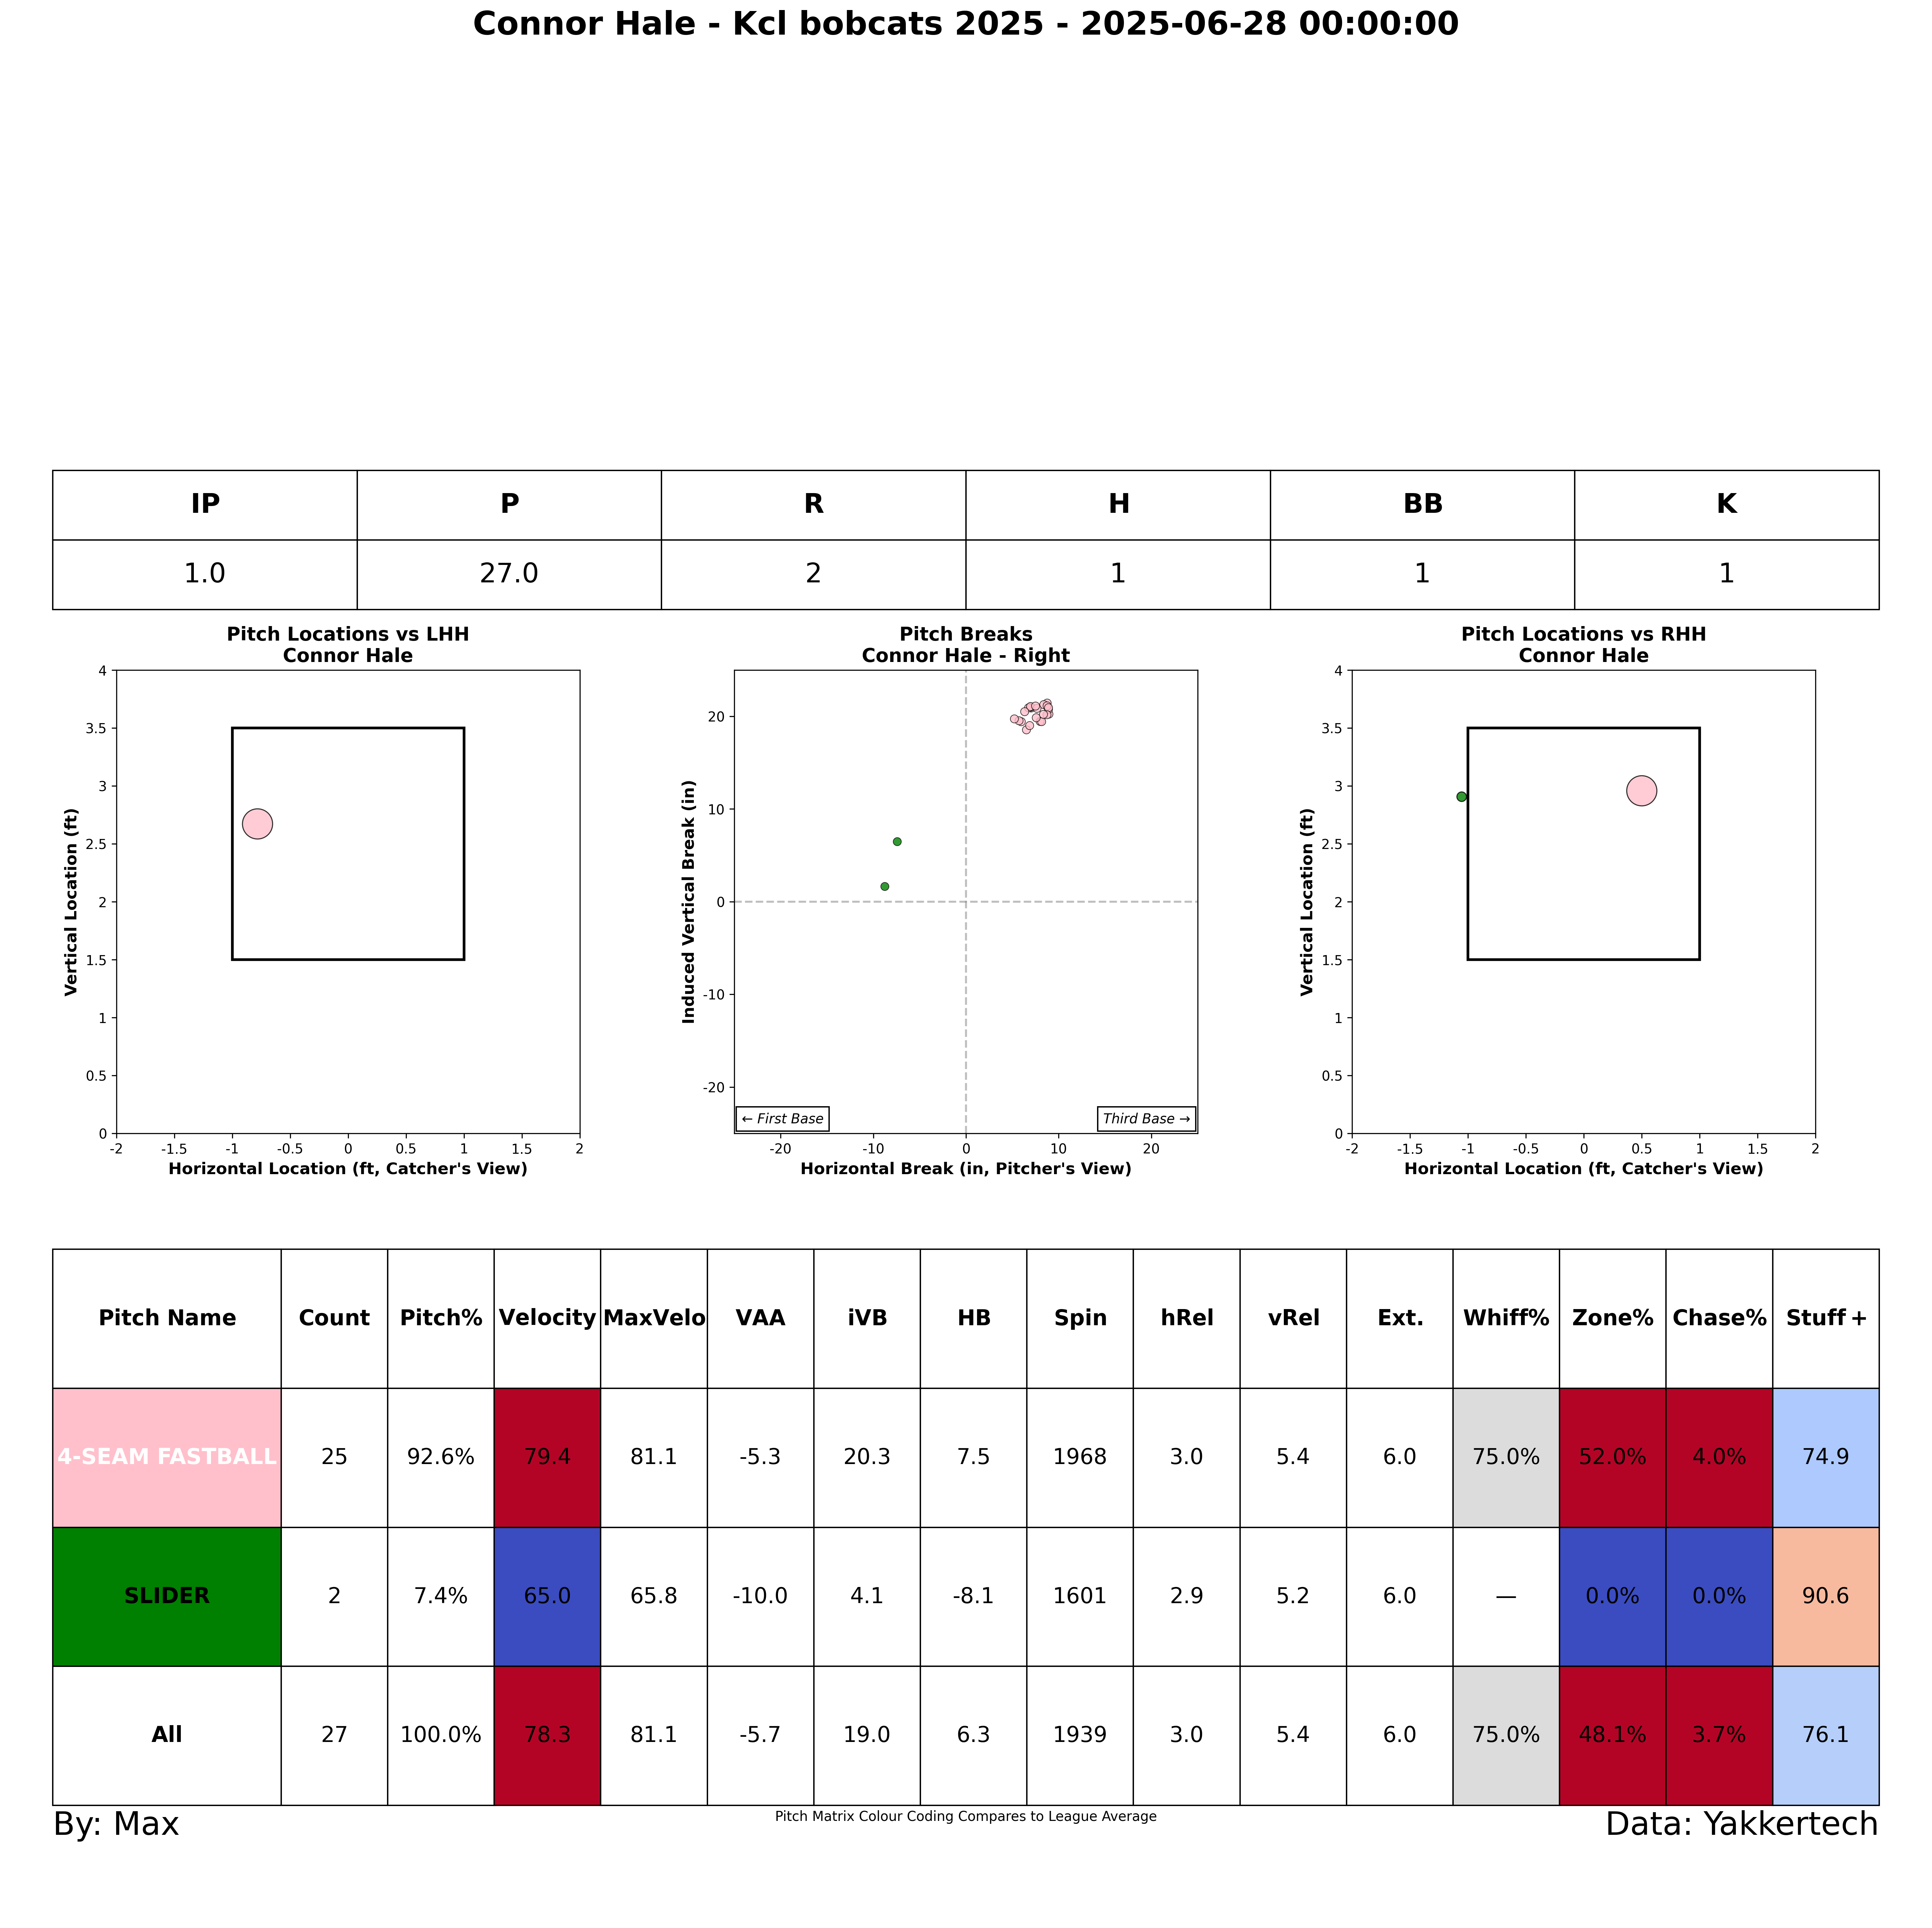 Connor Hale - Kcl bobcats 2025 - 2025-06-28 00:00:00
IP P R H BB K
1.0 27.0 2 1 1 1
Pitch Locations vs LHH
Connor Hale
4
3.5
3
2.5
2
1.5
1
0.5
0
-2 -1.5 -1 -0.5 0 0.5 1 1.5 2
Vertical Location (ft)
Horizontal Location (ft, Catcher's View)
Pitch Breaks
Connor Hale - Right
20
10
0
-10
-20
← First Base Third Base →
-20 -10 0 10 20
Induced Vertical Break (in)
Horizontal Break (in, Pitcher's View)
Pitch Locations vs RHH
Connor Hale
4
3.5
3
2.5
2
1.5
1
0.5
0
-2 -1.5 -1 -0.5 0 0.5 1 1.5 2
Vertical Location (ft)
Horizontal Location (ft, Catcher's View)
Pitch Name Count Pitch% Velocity MaxVelo VAA iVB HB Spin hRel vRel Ext. Whiff% Zone% Chase% Stuff+
4-SEAM FASTBALL 25 92.6% 79.4 81.1 -5.3 20.3 7.5 1968 3.0 5.4 6.0 75.0% 52.0% 4.0% 74.9
SLIDER 2 7.4% 65.0 65.8 -10.0 4.1 -8.1 1601 2.9 5.2 6.0 — 0.0% 0.0% 90.6
All 27 100.0% 78.3 81.1 -5.7 19.0 6.3 1939 3.0 5.4 6.0 75.0% 48.1% 3.7% 76.1
By: Max
Pitch Matrix Colour Coding Compares to League Average
Data: Yakkertech